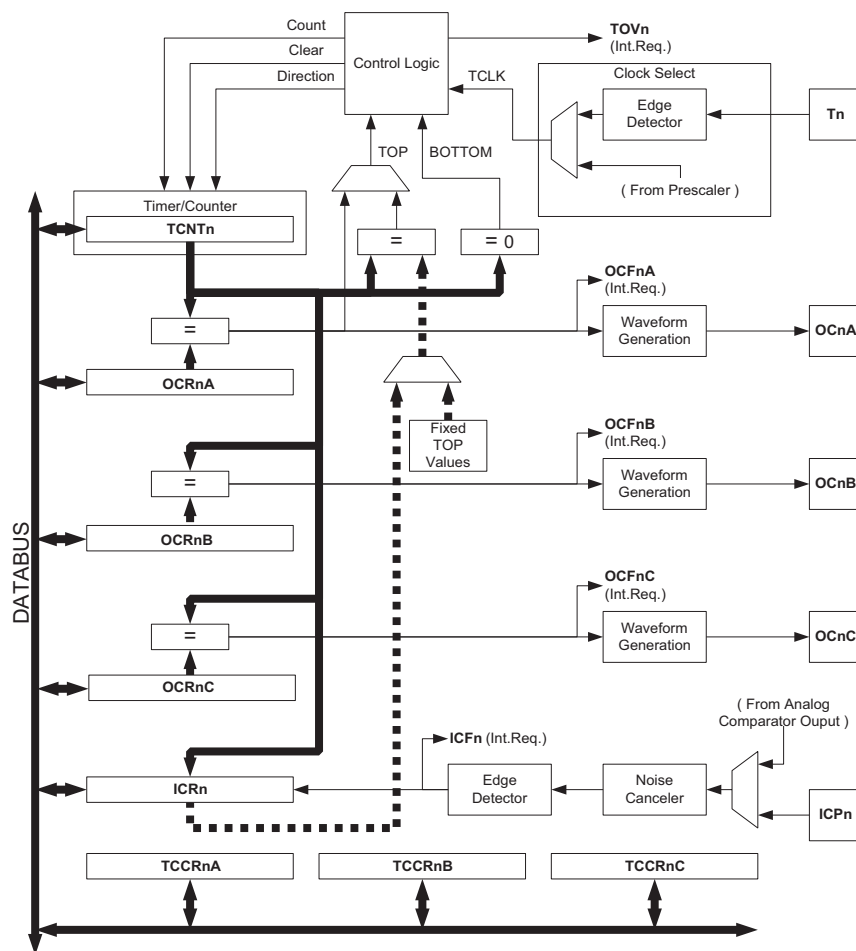 Count
Clear
Direction
Control Logic
TOVn
(Int.Req.)
TCLK
Clock Select
Edge
Detector
Tn
( From Prescaler )
TOP
BOTTOM
Timer/Counter
TCNTn
=
= 0
=
OCRnA
OCFnA
(Int.Req.)
Waveform
Generation
OCnA
Fixed
TOP
Values
=
OCRnB
OCFnB
(Int.Req.)
Waveform
Generation
OCnB
DATABUS
=
OCRnC
OCFnC
(Int.Req.)
Waveform
Generation
OCnC
( From Analog
Comparator Ouput )
ICFn (Int.Req.)
ICRn
Edge
Detector
Noise
Canceler
ICPn
TCCRnA
TCCRnB
TCCRnC